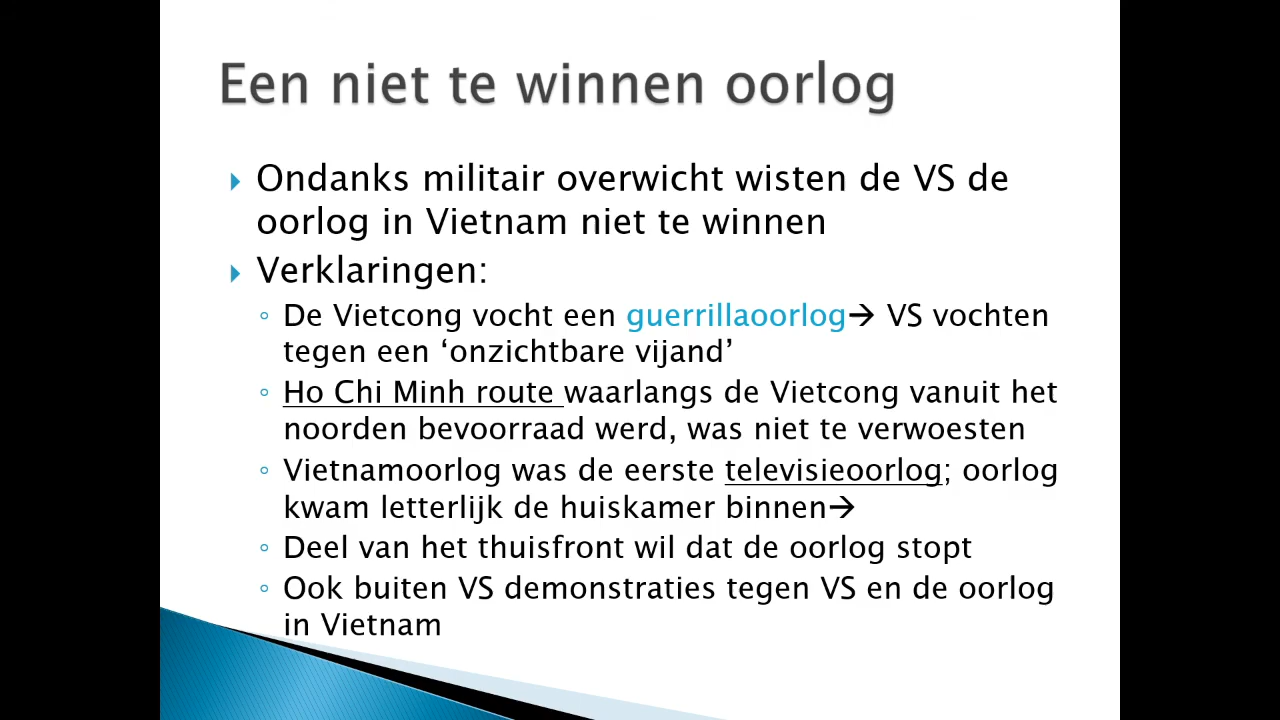 Een niet te winnen oorlog
Ondanks militair overwicht wisten de VS de
oorlog in Vietnam niet te winnen
Verklaringen:
De Vietcong vocht een guerrillaoorlog→ VS vochten
tegen een ‘onzichtbare vijand’
Ho Chi Minh route waarlangs de Vietcong vanuit het
noorden bevoorraad werd, was niet te verwoesten
Vietnamoorlog was de eerste televisieoorlog; oorlog
kwam letterlijk de huiskamer binnen→
Deel van het thuisfront wil dat de oorlog stopt
Ook buiten VS demonstraties tegen VS en de oorlog
in Vietnam